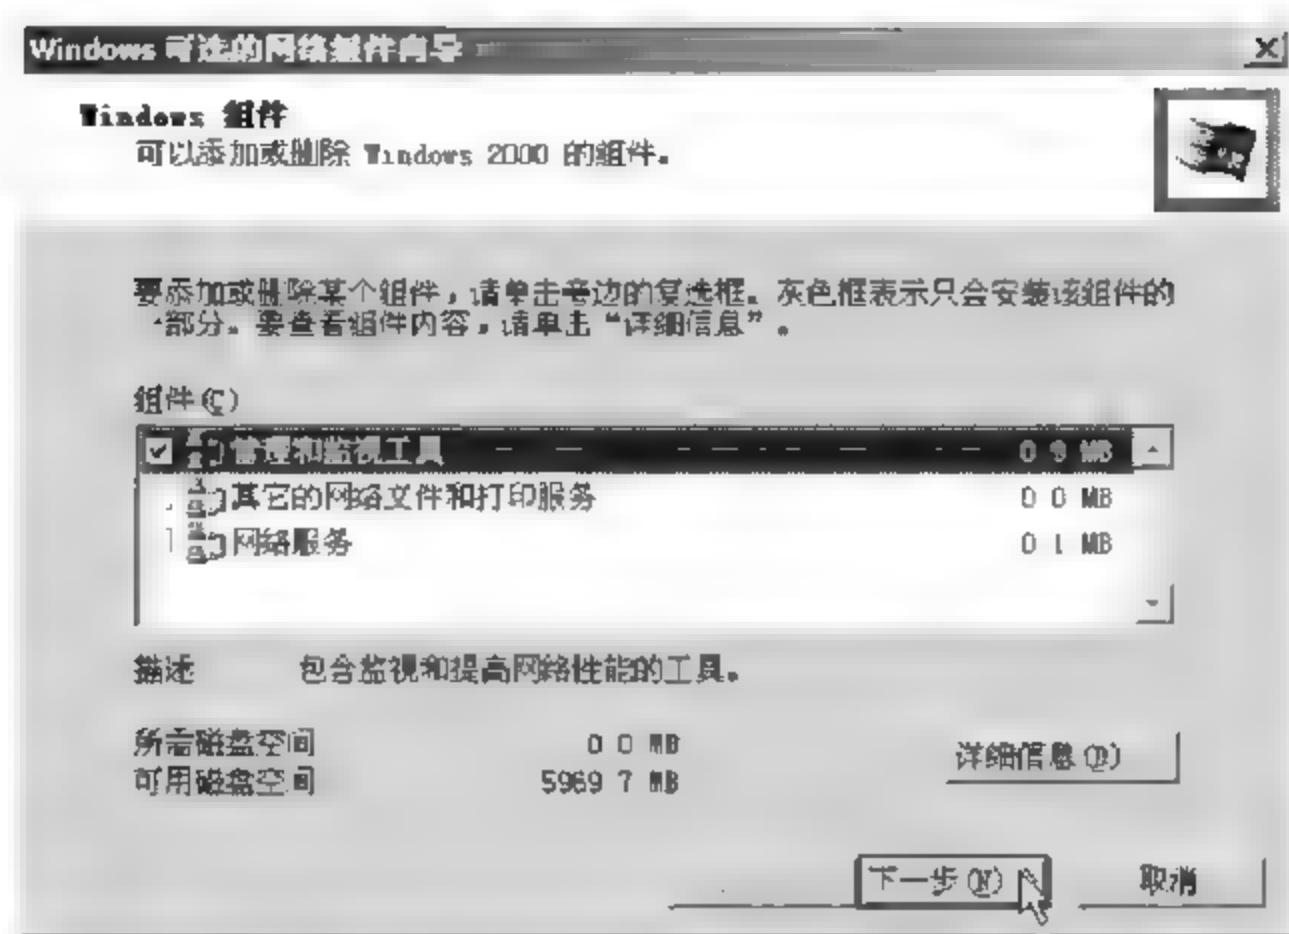 Windows 可选的网络组件向导
Windows 组件
可以添加或删除 Windows 2000 的组件。
要添加或删除某个组件，请单击旁边的复选框。灰色框表示只会安装该组件的
一部分。要查看组件内容，请单击“详细信息”。
组件(C)
管理和监视工具 0 9 MB
其它的网络文件和打印服务 0 0 MB
网络服务 0 1 MB
描述 包含监视和提高网络性能的工具。
所需磁盘空间 0 0 MB
可用磁盘空间 5969 7 MB
详细信息(D)
下一步(N)
取消